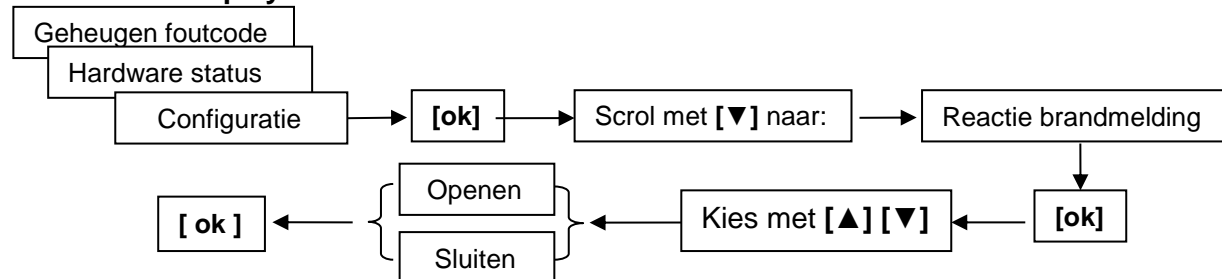 Geheugen foutcode
Hardware status
Configuratie
[ok]
Scrol met [▼] naar:
Reactie brandmelding
[ok]
Kies met [▲] [▼]
Openen
Sluiten
[ ok ]